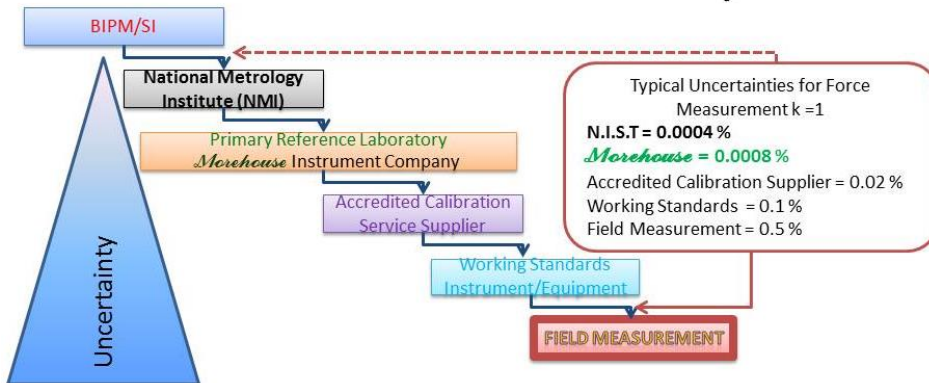 BIPM/SI
National Metrology
Institute (NMI)
Primary Reference Laboratory
Morehouse Instrument Company
Accredited Calibration
Service Supplier
Working Standards
Instrument/Equipment
FIELD MEASUREMENT
Uncertainty
Typical Uncertainties for Force
Measurement k =1
N.I.S.T = 0.0004 %
Morehouse = 0.0008 %
Accredited Calibration Supplier = 0.02 %
Working Standards = 0.1 %
Field Measurement = 0.5 %